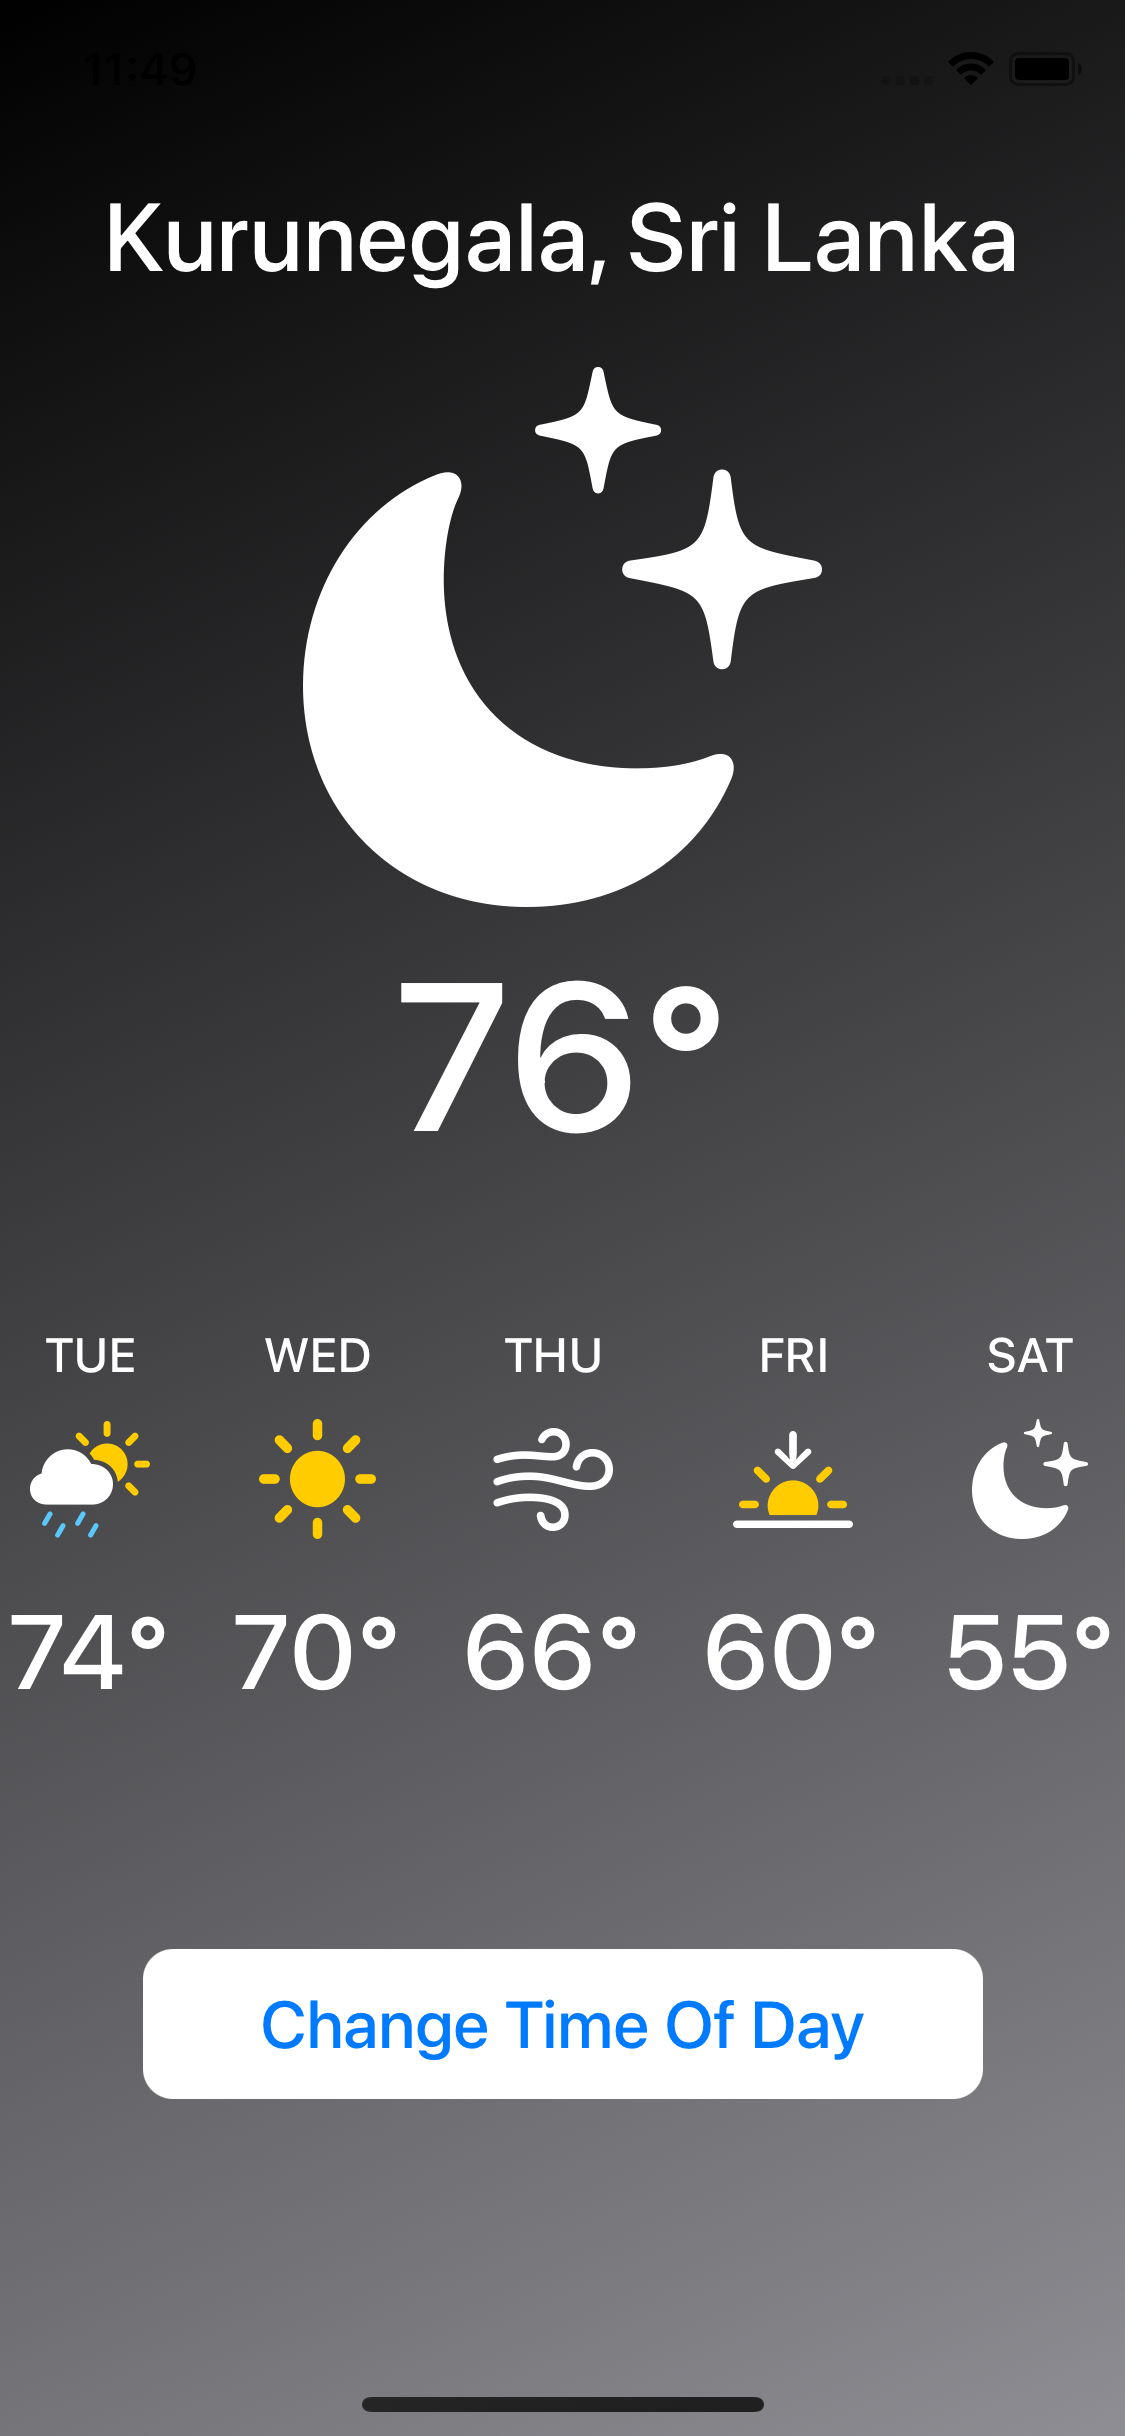 11:49
Kurunegala, Sri Lanka
76°
TUE WED THU FRI SAT
74° 70° 66° 60° 55°
Change Time Of Day